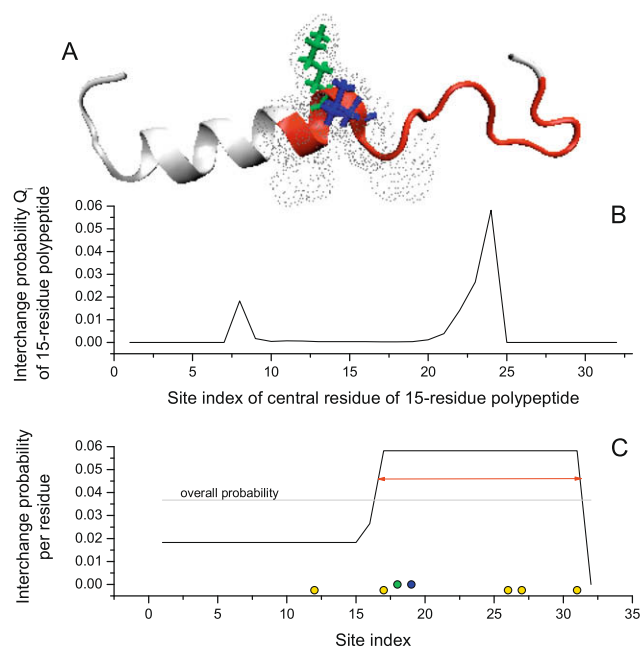 A
B
Interchange probability Qi
of 15-residue polypeptide
0.06
0.05
0.04
0.03
0.02
0.01
0.00
0 5 10 15 20 25 30
Site index of central residue of 15-residue polypeptide
C
Interchange probability
per residue
0.06
0.05
0.04
0.03
0.02
0.01
0.00
overall probability
0 5 10 15 20 25 30 35
Site index